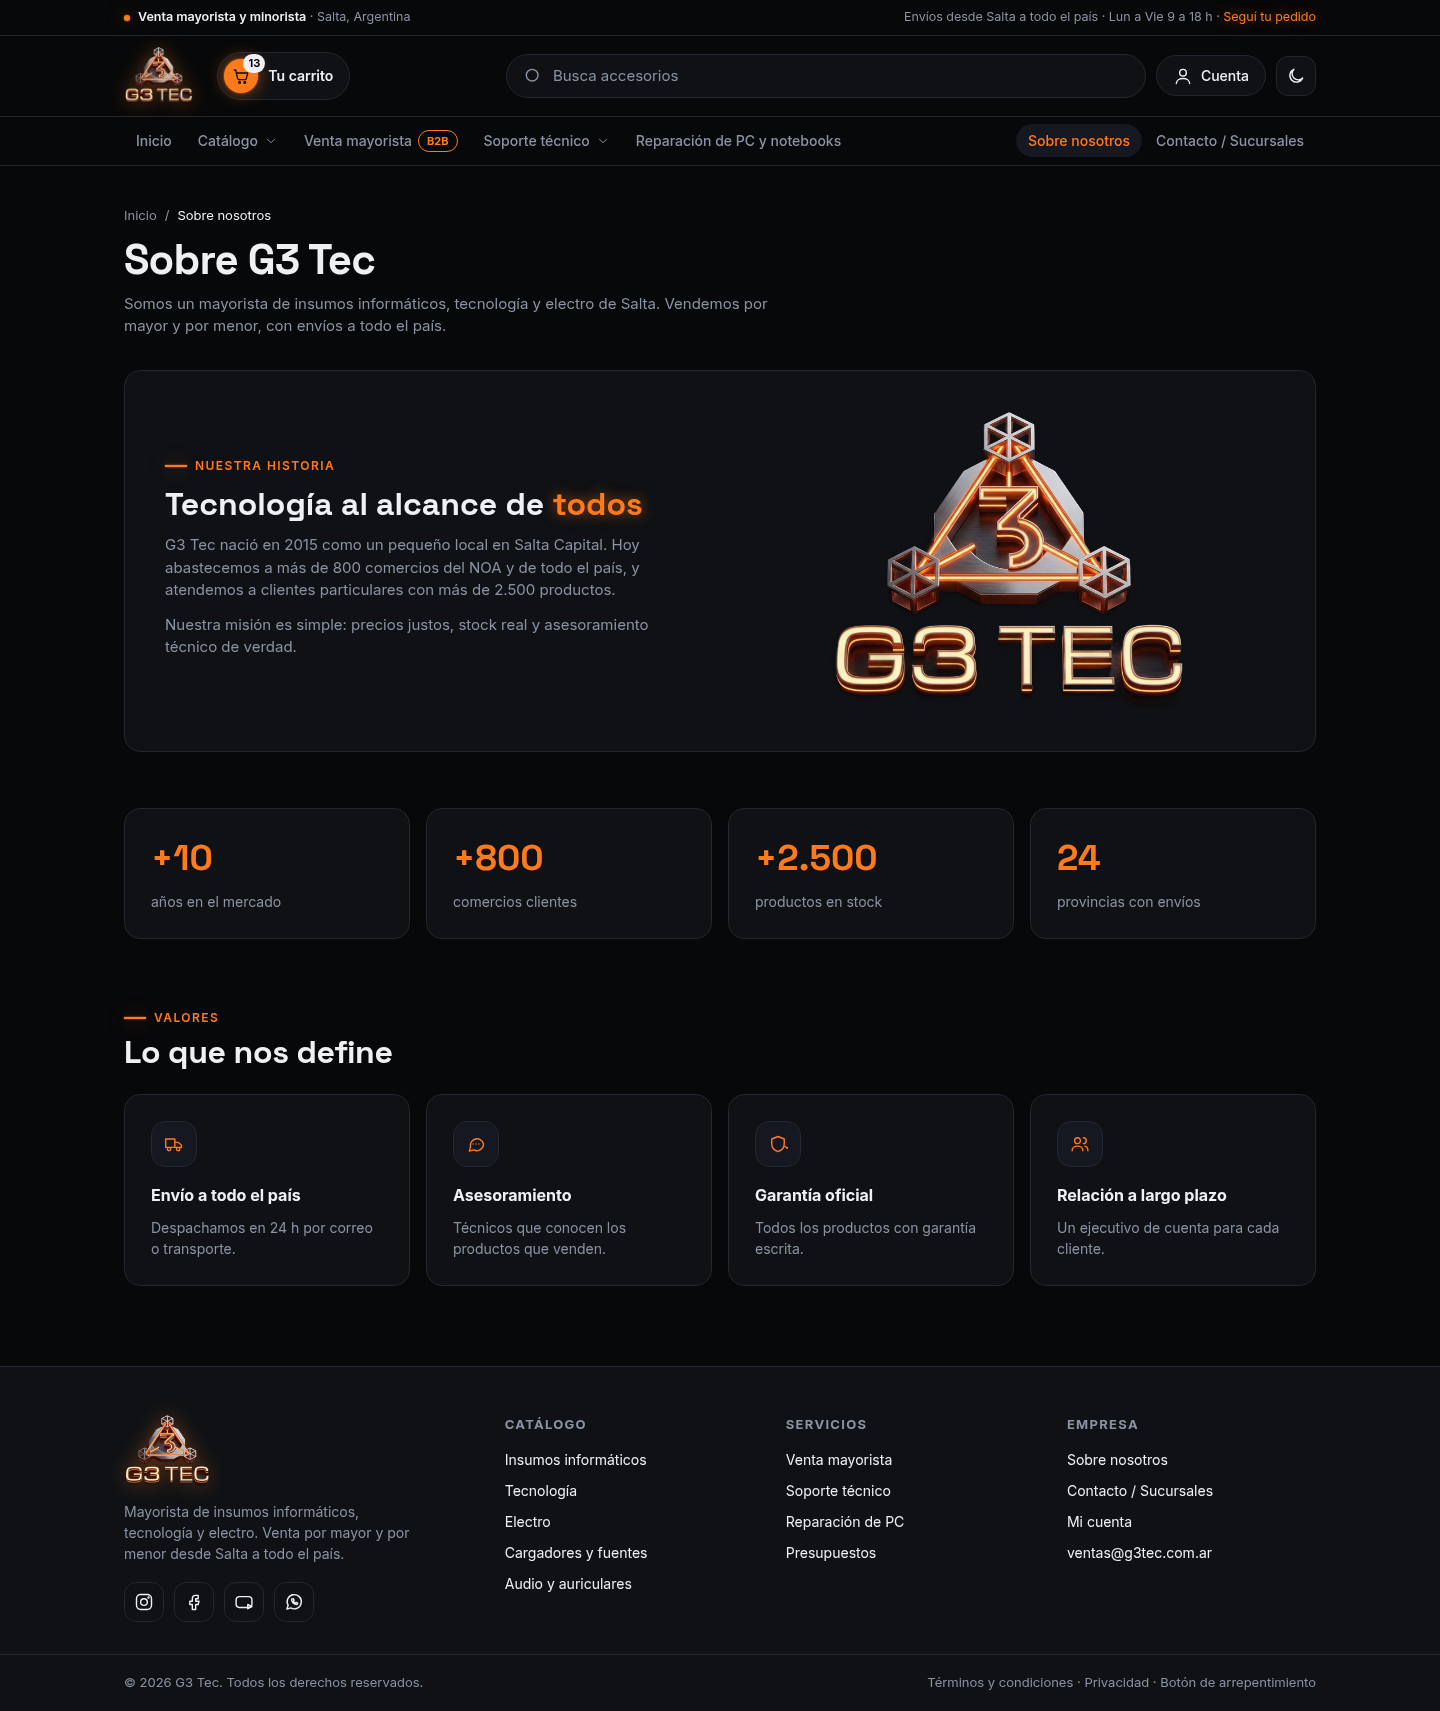 Venta mayorista y minorista · Salta, Argentina
Envíos desde Salta a todo el país · Lun a Vie 9 a 18 h · Seguí tu pedido
G3 TEC
13
Tu carrito
Busca accesorios
Cuenta
Inicio
Catálogo
Venta mayorista B2B
Soporte técnico
Reparación de PC y notebooks
Sobre nosotros
Contacto / Sucursales
Inicio / Sobre nosotros
Sobre G3 Tec
Somos un mayorista de insumos informáticos, tecnología y electro de Salta. Vendemos por
mayor y por menor, con envíos a todo el país.
NUESTRA HISTORIA
Tecnología al alcance de todos
G3 Tec nació en 2015 como un pequeño local en Salta Capital. Hoy
abastecemos a más de 800 comercios del NOA y de todo el país, y
atendemos a clientes particulares con más de 2.500 productos.
Nuestra misión es simple: precios justos, stock real y asesoramiento
técnico de verdad.
3
G3 TEC
+10
años en el mercado
+800
comercios clientes
+2.500
productos en stock
24
provincias con envíos
VALORES
Lo que nos define
Envío a todo el país
Despachamos en 24 h por correo
o transporte.
Asesoramiento
Técnicos que conocen los
productos que venden.
Garantía oficial
Todos los productos con garantía
escrita.
Relación a largo plazo
Un ejecutivo de cuenta para cada
cliente.
3
G3 TEC
Mayorista de insumos informáticos,
tecnología y electro. Venta por mayor y por
menor desde Salta a todo el país.
CATÁLOGO
Insumos informáticos
Tecnología
Electro
Cargadores y fuentes
Audio y auriculares
SERVICIOS
Venta mayorista
Soporte técnico
Reparación de PC
Presupuestos
EMPRESA
Sobre nosotros
Contacto / Sucursales
Mi cuenta
ventas@g3tec.com.ar
© 2026 G3 Tec. Todos los derechos reservados.
Términos y condiciones · Privacidad · Botón de arrepentimiento